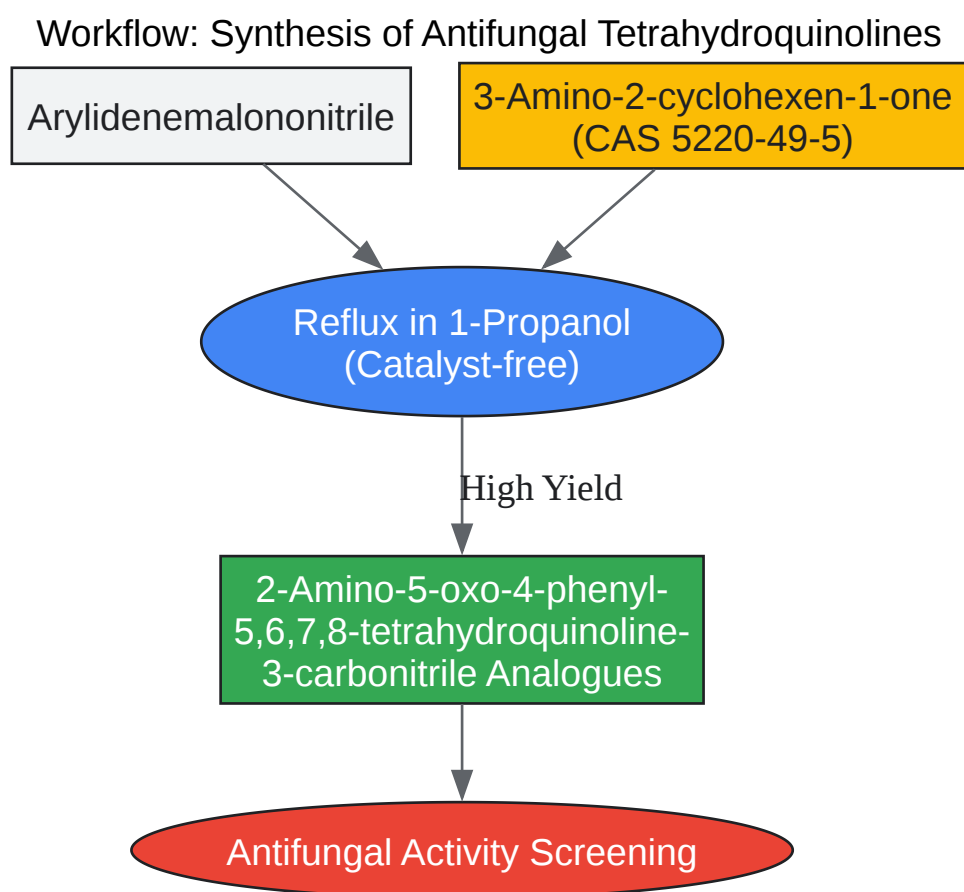 Workflow: Synthesis of Antifungal Tetrahydroquinolines
Arylidenemalononitrile
3-Amino-2-cyclohexen-1-one
(CAS 5220-49-5)
Reflux in 1-Propanol
(Catalyst-free)
High Yield
2-Amino-5-oxo-4-phenyl-
5,6,7,8-tetrahydroquinoline-
3-carbonitrile Analogues
Antifungal Activity Screening